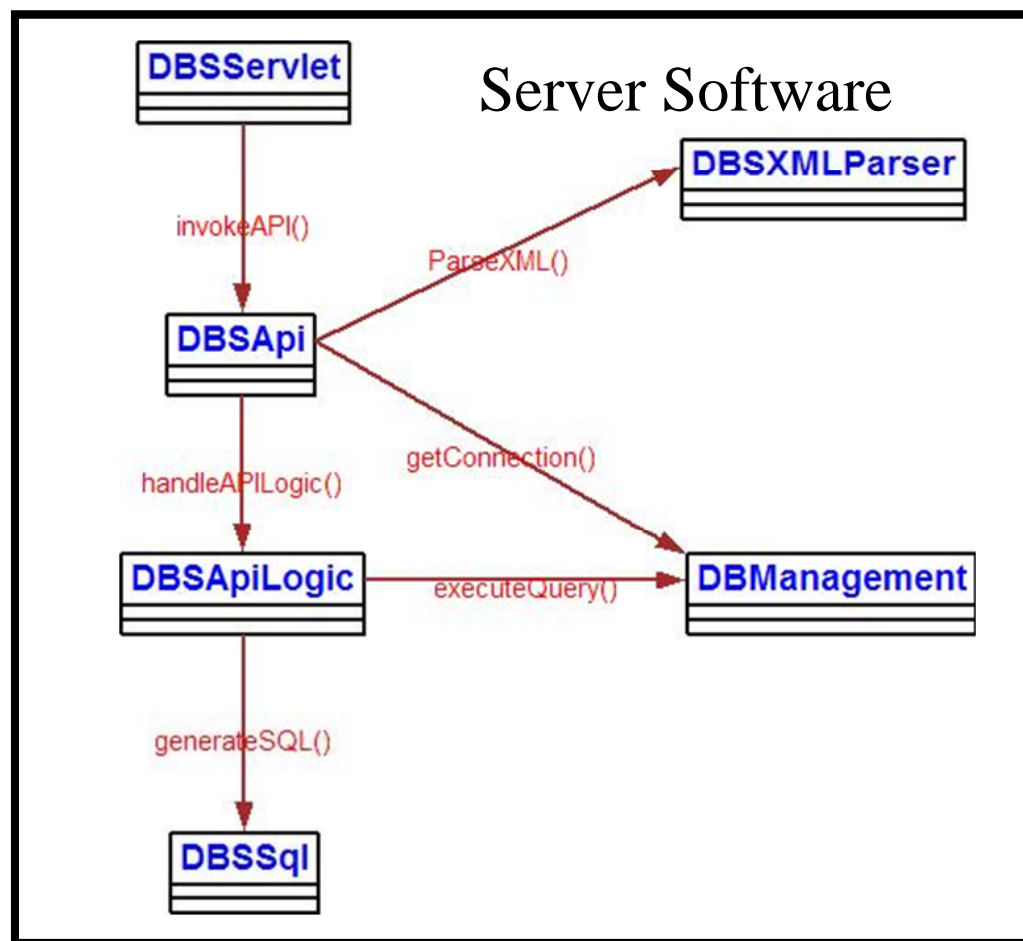 DBSServlet
Server Software
DBSXMLParser
invokeAPI()
ParseXML()
DBSApi
getConnection()
handleAPILogic()
DBSApiLogic
executeQuery()
DBManagement
generateSQL()
DBSSql